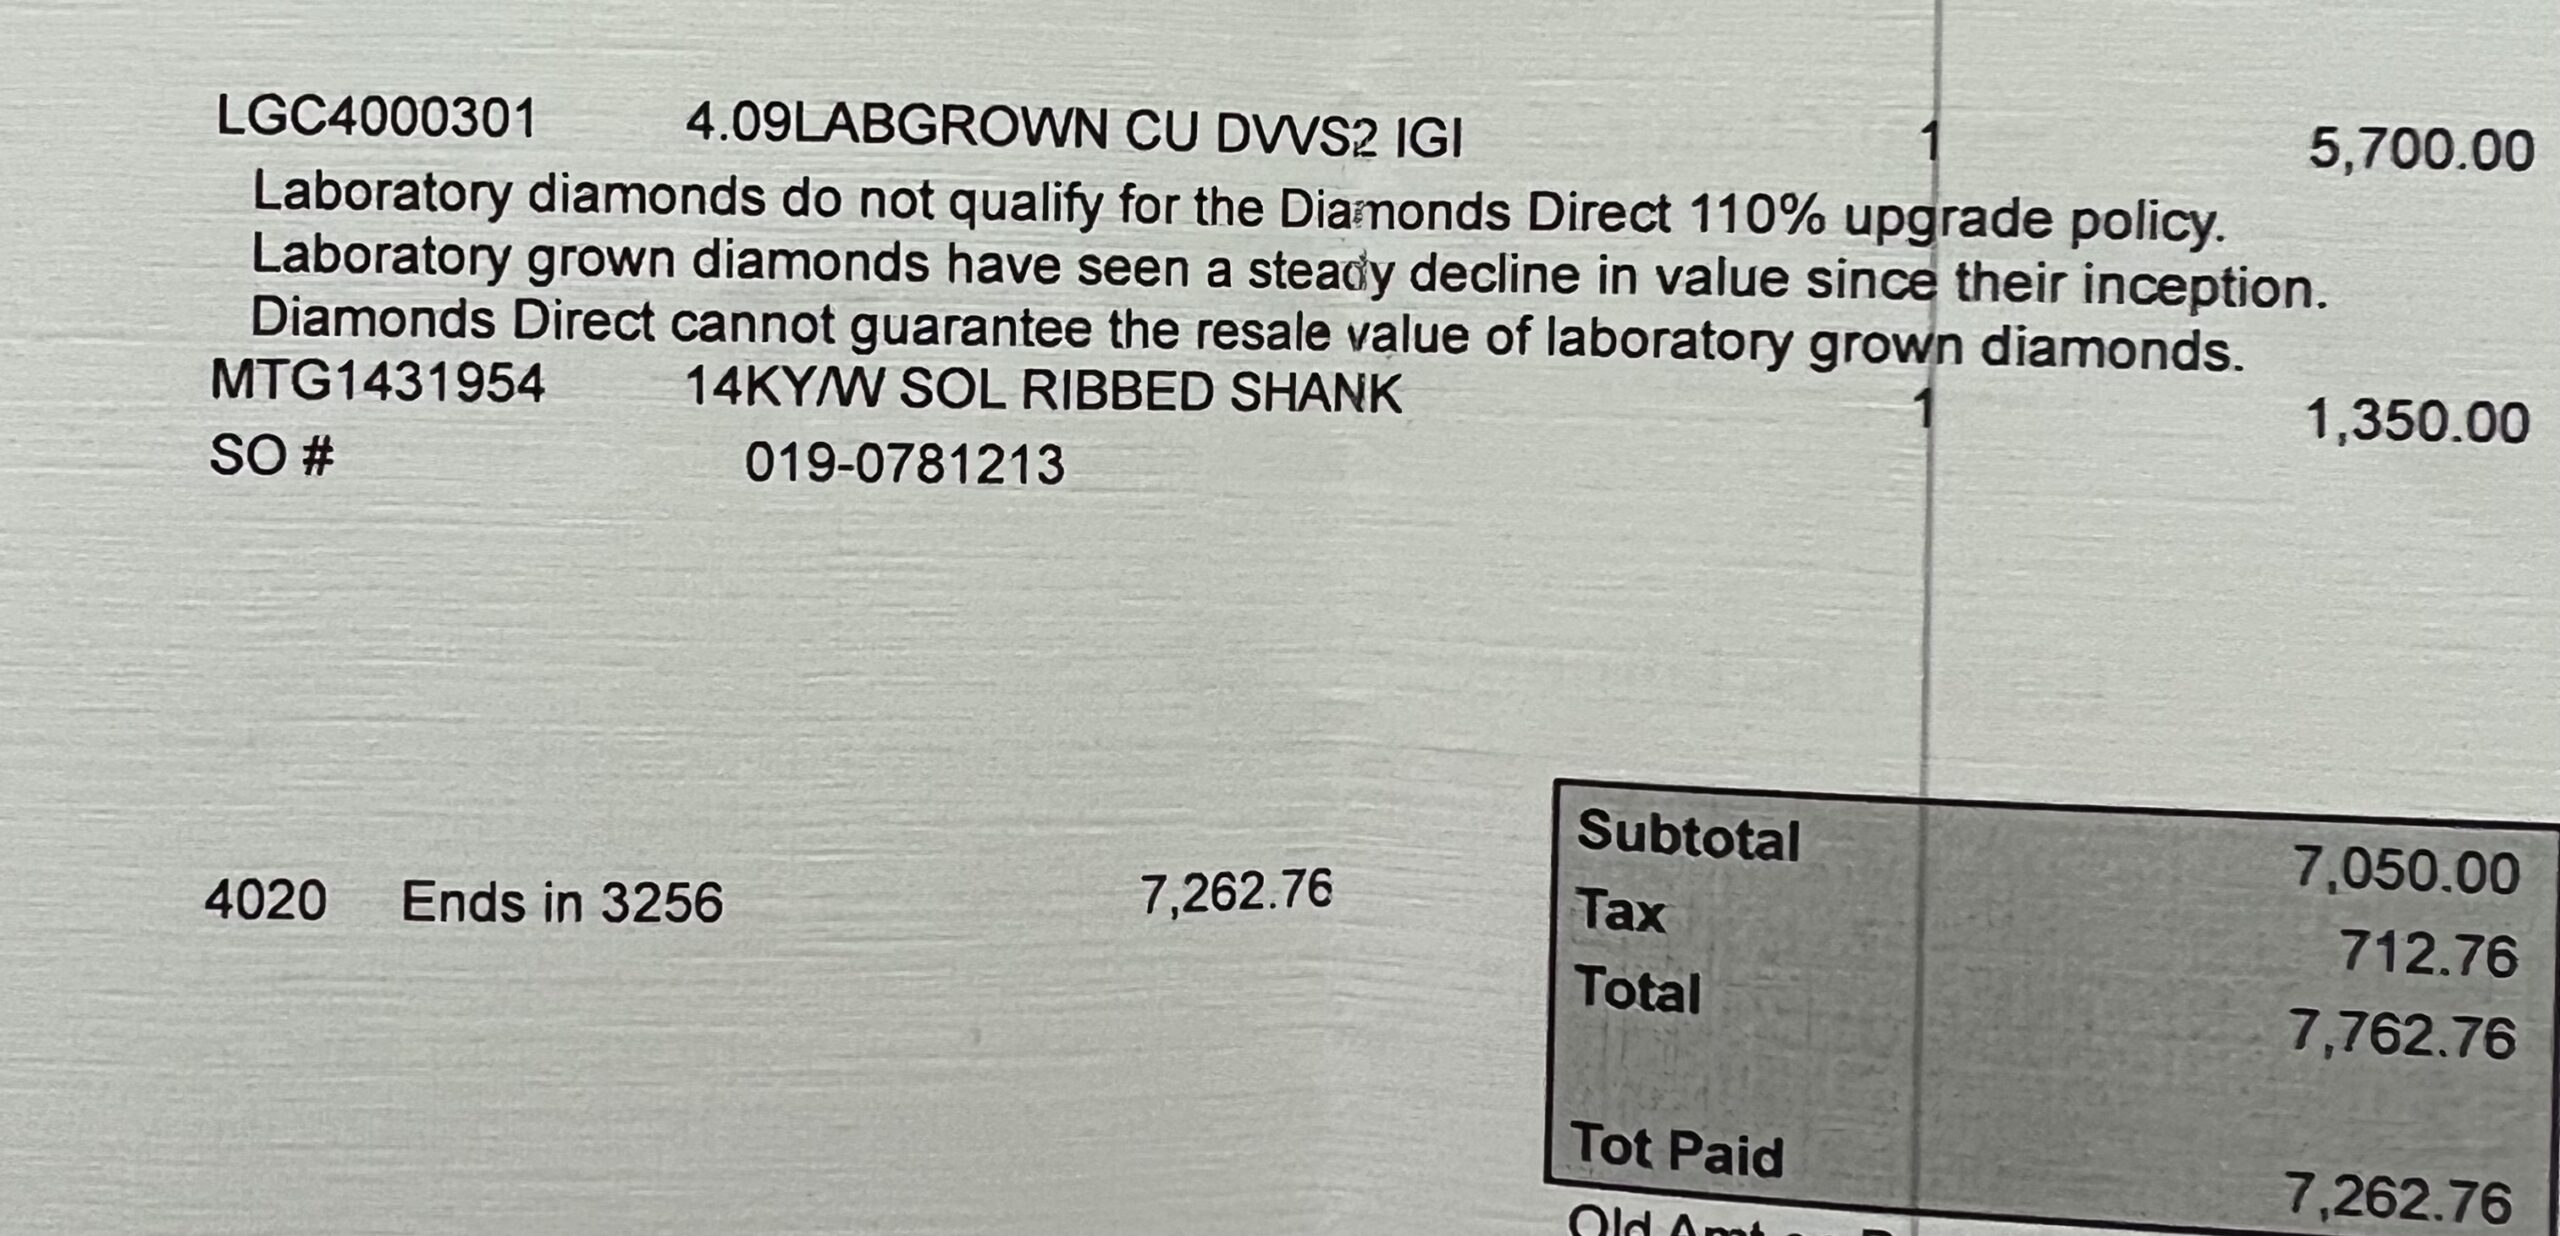 LGC4000301 4.09LABGROWN CU DVVS2 IGI 1 5,700.00
Laboratory diamonds do not qualify for the Diamonds Direct 110% upgrade policy.
Laboratory grown diamonds have seen a steady decline in value since their inception.
Diamonds Direct cannot guarantee the resale value of laboratory grown diamonds.
MTG1431954 14KY/W SOL RIBBED SHANK 1 1,350.00
SO # 019-0781213
4020 Ends in 3256 7,262.76
Subtotal 7,050.00
Tax 712.76
Total 7,762.76
Tot Paid 7,262.76
Old Amt